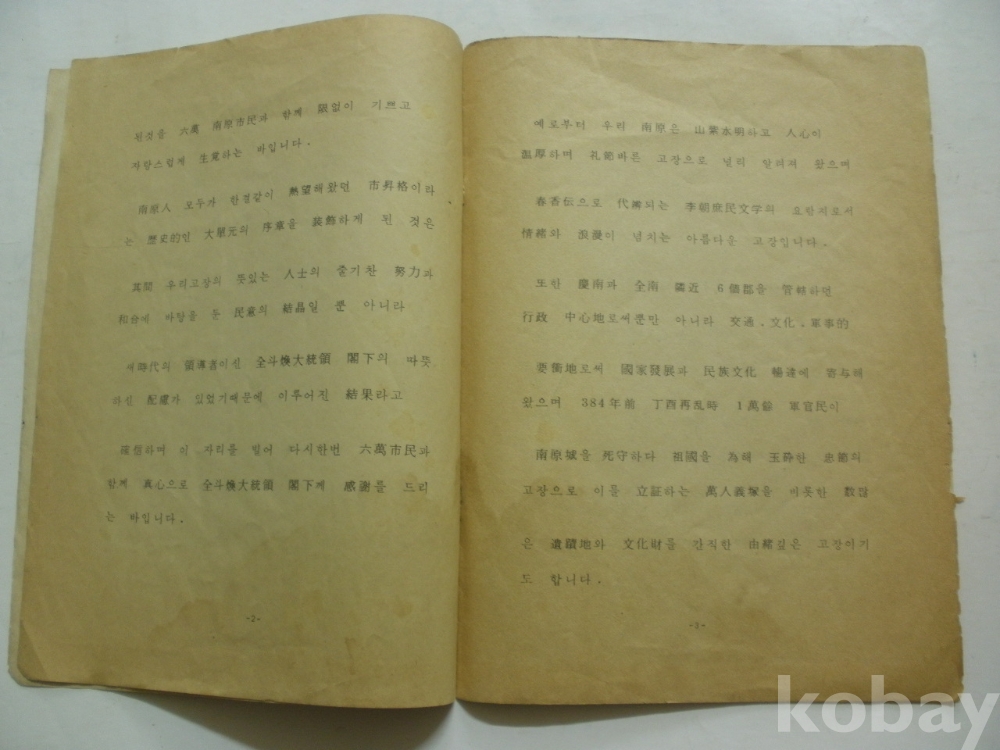 된것을 六萬 南原市民과 함께 限없이 기쁘고
자랑스럽게 生意하는 바입니다.
南原人 모두가 한결같이 熱望해왔던 市昇格이라
는 歷史的인 大單元의 序章을 装飾하게 된 것은
其間 우리고장의 뜻있는 人士의 줄기찬 努力과
和合에 바탕을 둔 民意의 結晶일 뿐 아니라
새時代의 領導者이신 全斗煥大統領 閣下의 따뜻
하신 配慮가 있었기때문에 이루어진 結果라고
確信하며 이 자리를 빌어 다시한번 六萬市民과
함께 真心으로 全斗煥大統領 閣下께 感謝를 드리
는 바입니다.
-2-
예로부터 우리 南原은 山紫水明하고 人心이
温厚하며 礼節바른 고장으로 널리 알려져 왔으며
春香伝으로 代辨되는 李朝庶民文学의 요람지로서
情緖와 浪漫이 넘치는 아름다운 고장입니다.
또한 慶南과 全南 隣近 6個郡을 管轄하던
行政 中心地로써뿐만 아니라 交通.文化.軍事的
要衝地로써 國家發展과 民族文化 暢達에 寄与해
왔으며 384年前 丁酉再乱時 1萬餘 軍官民이
南原城을 死守하다 祖國을 為해 玉碎한 忠節의
고장으로 이를 立証하는 萬人義塚을 비롯한 数많
은 遺蹟地와 文化財를 간직한 由緖깊은 고장이기
도 합니다.
-3-
kobay